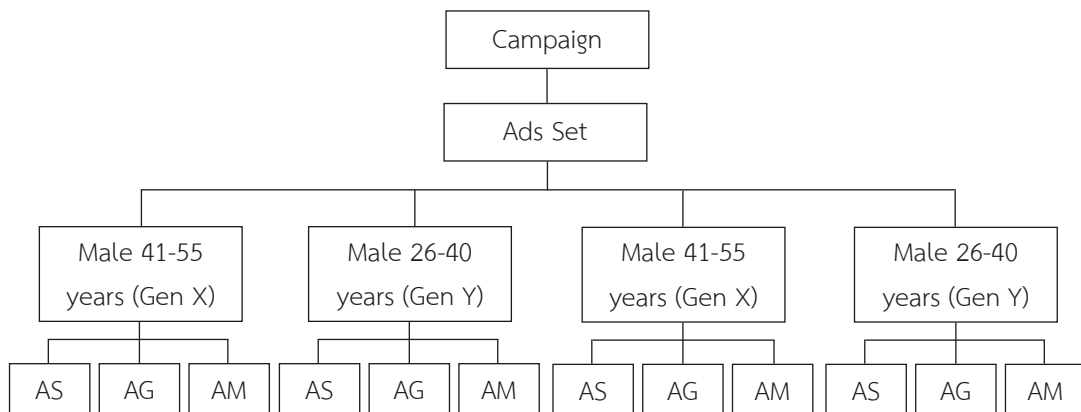 Campaign
Ads Set
Male 41-55
years (Gen X)
Male 26-40
years (Gen Y)
Male 41-55
years (Gen X)
Male 26-40
years (Gen Y)
AS AG AM AS AG AM AS AG AM AS AG AM